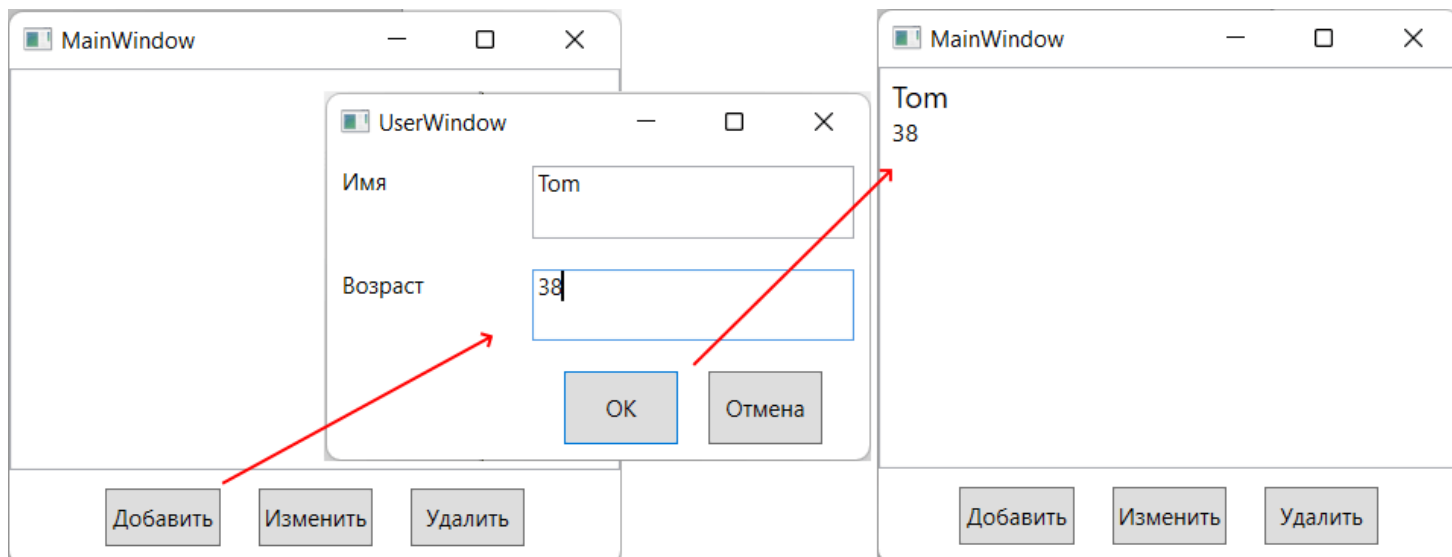 MainWindow
UserWindow
Имя
Tom
Возраст
38
OK
Отмена
Добавить
Изменить
Удалить
MainWindow
Tom
38
Добавить
Изменить
Удалить